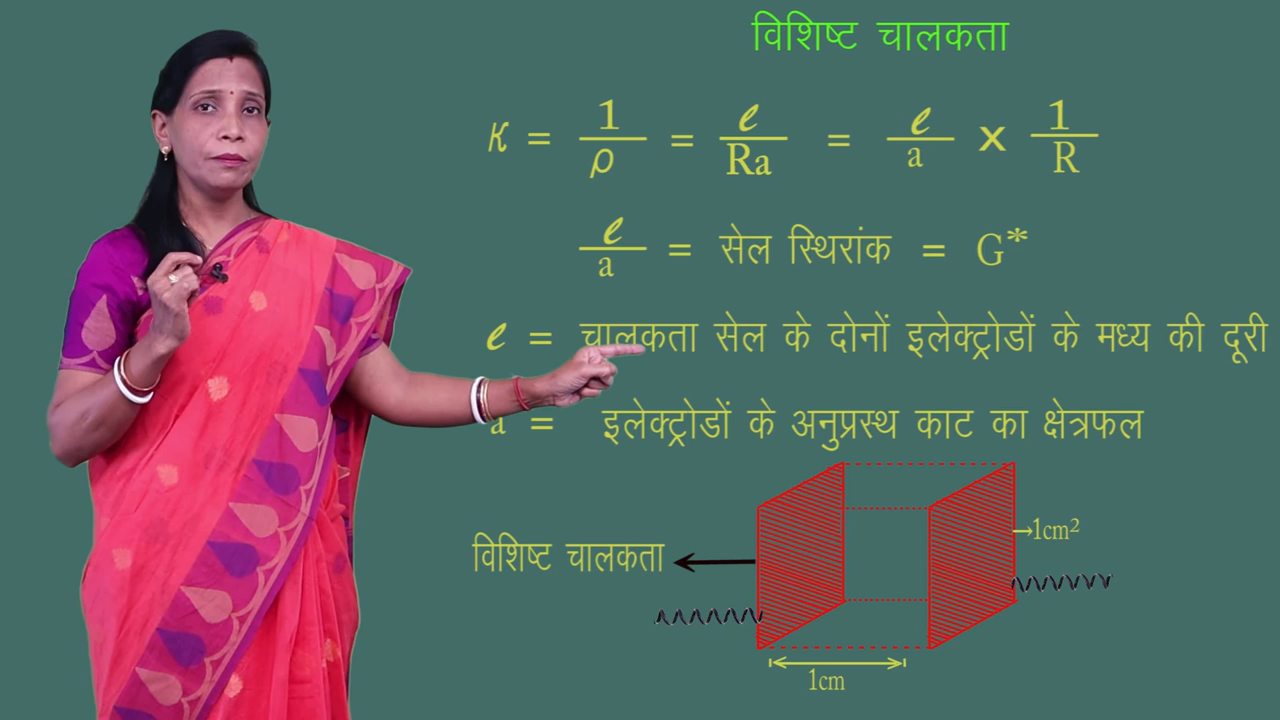 विशिष्ट चालकता
κ = 1/ρ = ℓ/Ra = ℓ/a x 1/R
ℓ/a = सेल स्थिरांक = G*
ℓ = चालकता सेल के दोनों इलेक्ट्रोडों के मध्य की दूरी
a = इलेक्ट्रोडों के अनुप्रस्थ काट का क्षेत्रफल
→1cm²
विशिष्ट चालकता
1cm